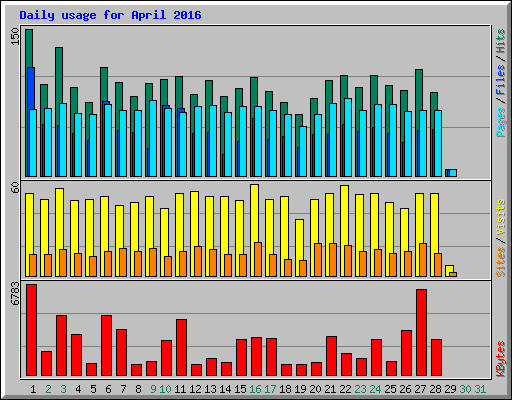 Daily usage for April 2016
150
Pages / Files / Hits
60
Sites / Visits
6783
KBytes
1 2 3 4 5 6 7 8 9 10 11 12 13 14 15 16 17 18 19 20 21 22 23 24 25 26 27 28 29 30 31